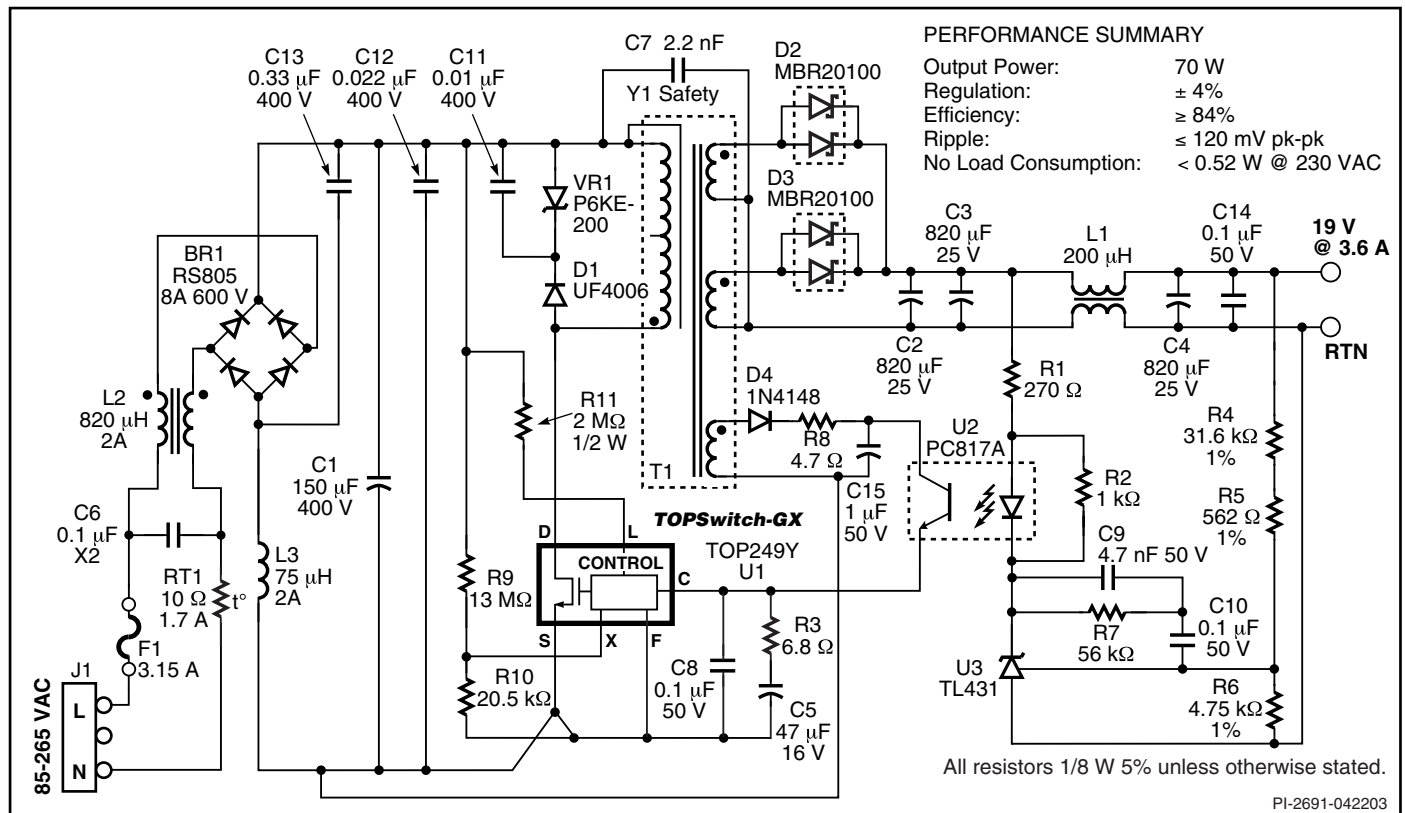 C13
0.33 µF
400 V
C12
0.022 µF
400 V
C11
0.01 µF
400 V
C7 2.2 nF
Y1 Safety
D2
MBR20100
PERFORMANCE SUMMARY
Output Power: 70 W
Regulation: ± 4%
Efficiency: ≥ 84%
Ripple: ≤ 120 mV pk-pk
No Load Consumption: < 0.52 W @ 230 VAC
VR1
P6KE-
200
D3
MBR20100
BR1
RS805
8A 600 V
D1
UF4006
C3
820 µF
25 V
L1
200 µH
C14
0.1 µF
50 V
19 V
@ 3.6 A
RTN
C2
820 µF
25 V
C4
820 µF
25 V
R1
270 Ω
L2
820 µH
2A
R11
2 MΩ
1/2 W
D4
1N4148
R8
4.7 Ω
T1
U2
PC817A
R2
1 kΩ
R4
31.6 kΩ
1%
C1
150 µF
400 V
C15
1 µF
50 V
R5
562 Ω
1%
C6
0.1 µF
X2
TOPSwitch-GX
TOP249Y
U1
D
L
CONTROL
C
S
X
F
C9
4.7 nF 50 V
L3
75 µH
2A
RT1
10 Ω
1.7 A
t°
R9
13 MΩ
R3
6.8 Ω
R7
56 kΩ
C10
0.1 µF
50 V
F1
3.15 A
J1
L
N
85-265 VAC
R10
20.5 kΩ
C8
0.1 µF
50 V
C5
47 µF
16 V
U3
TL431
R6
4.75 kΩ
1%
All resistors 1/8 W 5% unless otherwise stated.
PI-2691-042203